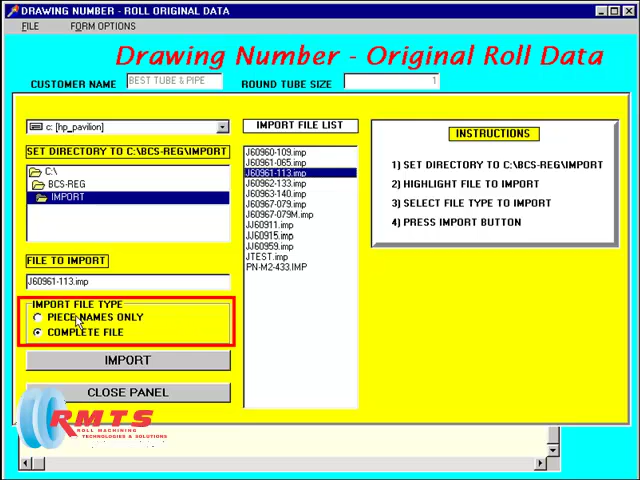 DRAWING NUMBER - ROLL ORIGINAL DATA
FILE FORM OPTIONS
Drawing Number - Original Roll Data
CUSTOMER NAME BEST TUBE & PIPE ROUND TUBE SIZE 1
c: [hp_pavilion]
SET DIRECTORY TO C:\BCS-REG\IMPORT
C:\
BCS-REG
IMPORT
FILE TO IMPORT
J60961-113.imp
IMPORT FILE TYPE
PIECE NAMES ONLY
COMPLETE FILE
IMPORT
CLOSE PANEL
IMPORT FILE LIST
J60960-109.imp
J60961-065.imp
J60961-113.imp
J60962-133.imp
J60963-140.imp
J60967-079.imp
J60967-079M.imp
JJ60911.imp
JJ60915.imp
JJ60959.imp
JTEST.imp
PN-M2-433.IMP
INSTRUCTIONS
1) SET DIRECTORY TO C:\BCS-REG\IMPORT
2) HIGHLIGHT FILE TO IMPORT
3) SELECT FILE TYPE TO IMPORT
4) PRESS IMPORT BUTTON
RMTS
ROLL MACHINING
TECHNOLOGIES & SOLUTIONS